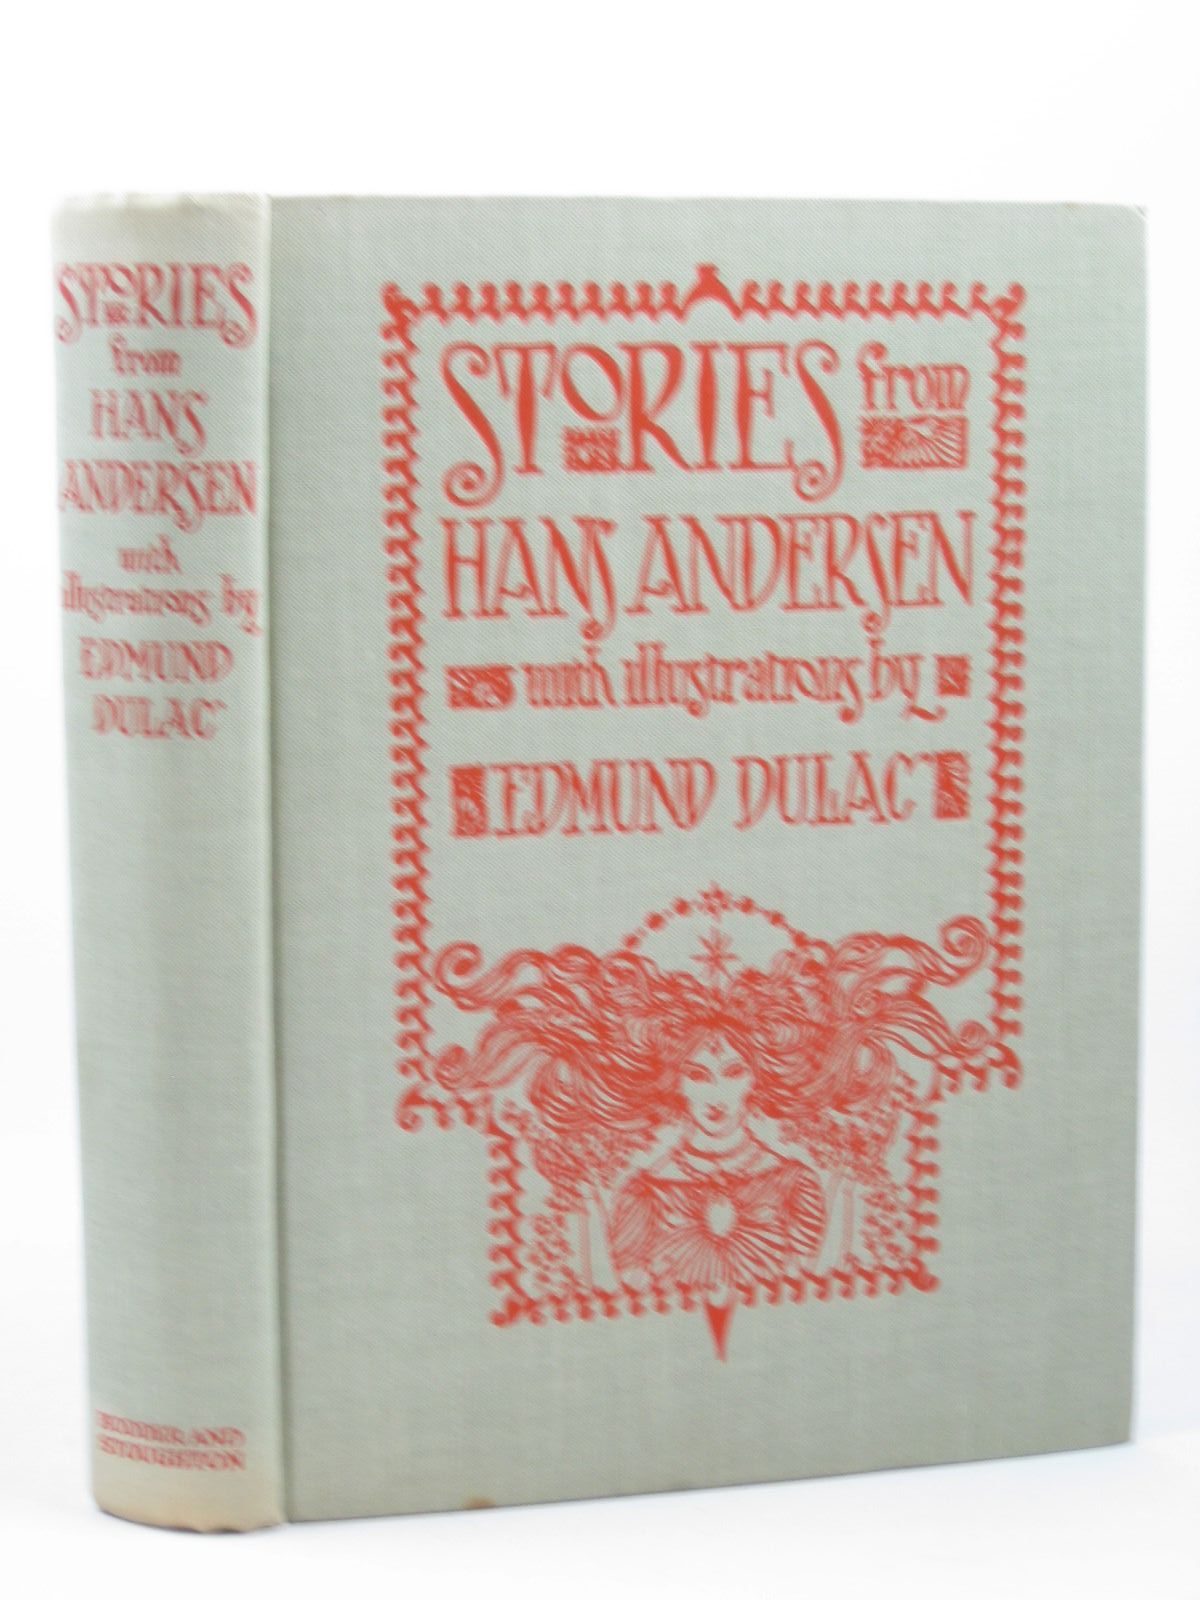 STORIES
from
HANS
ANDERSEN
with
illustrations by
EDMUND
DULAC
HODDER AND
STOUGHTON
STORIES from
HANS ANDERSEN
with illustrations by
EDMUND DULAC